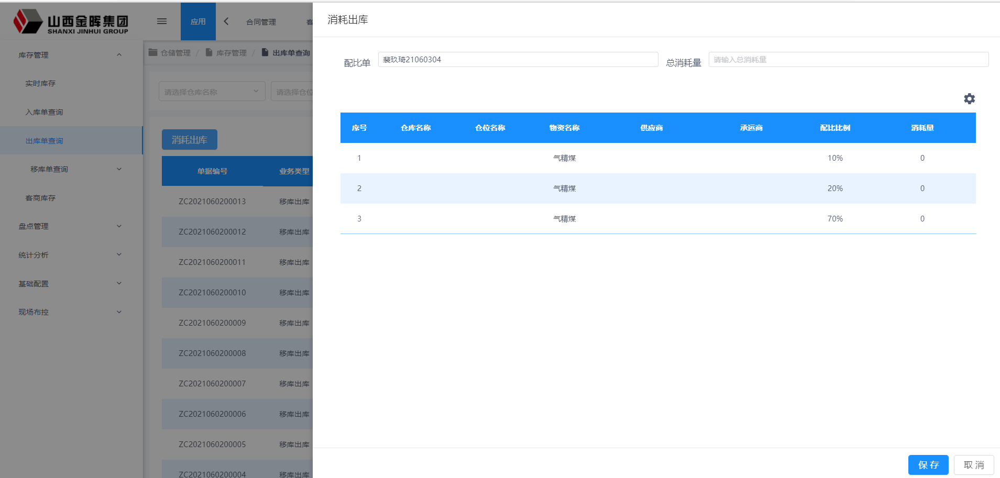 山西金晖集团
SHANXI JINHUI GROUP
应用
合同管理
客
库存管理
实时库存
入库单查询
出库单查询
移库单查询
客商库存
盘点管理
统计分析
基础配置
现场布控
仓储管理 / 库存管理 / 出库单查询
请选择仓库名称
请选择仓位
消耗出库
单据编号 业务类型
ZC2021060200013 移库出库
ZC2021060200012 移库出库
ZC2021060200011 移库出库
ZC2021060200010 移库出库
ZC2021060200009 移库出库
ZC2021060200008 移库出库
ZC2021060200007 移库出库
ZC2021060200006 移库出库
ZC2021060200005 移库出库
ZC2021060200004 移库出库
消耗出库
配比单 裴玖琦21060304 总消耗量 请输入总消耗量
序号 仓库名称 仓位名称 物资名称 供应商 承运商 配比比例 消耗量
1 气精煤 10% 0
2 气精煤 20% 0
3 气精煤 70% 0
保存 取消